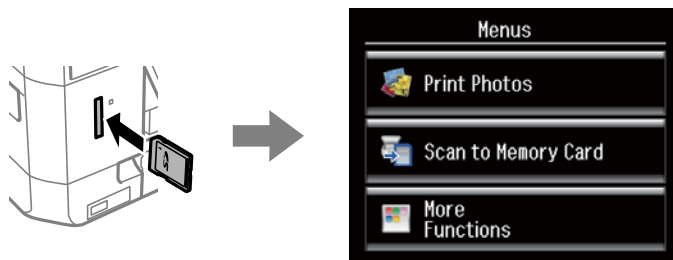 Menus
Print Photos
Scan to Memory Card
More
Functions